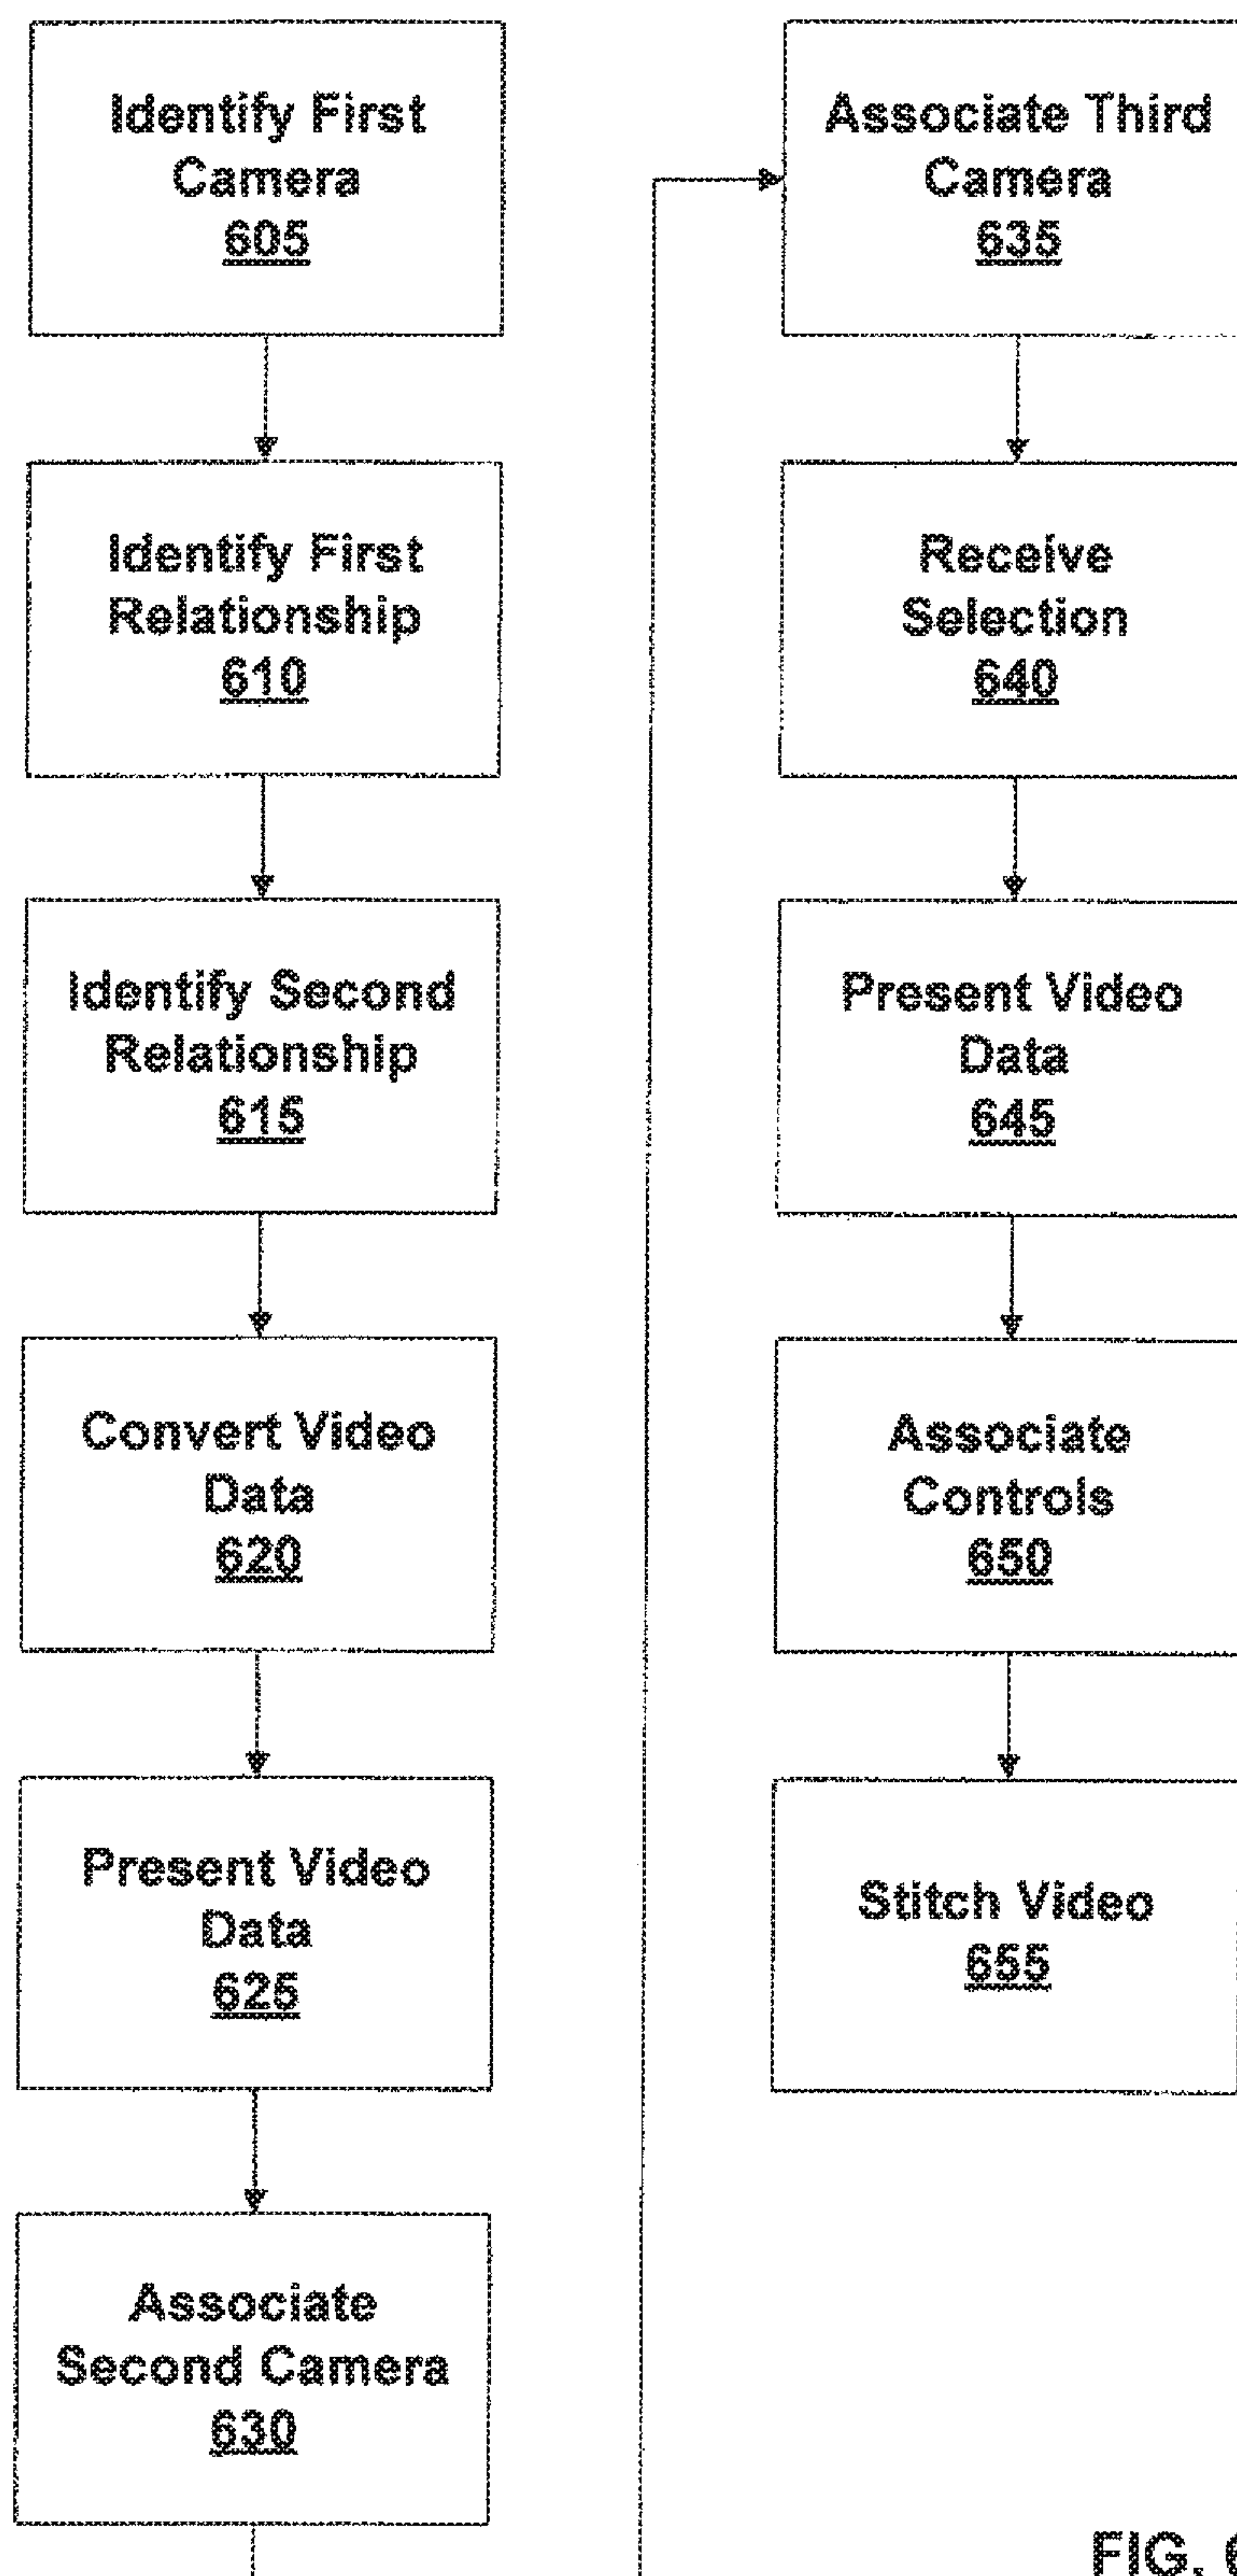 Identify First
Camera
605
Identify First
Relationship
610
Identify Second
Relationship
615
Convert Video
Data
620
Present Video
Data
625
Associate
Second Camera
630
Associate Third
Camera
635
Receive
Selection
640
Present Video
Data
645
Associate
Controls
650
Stitch Video
655
FIG.